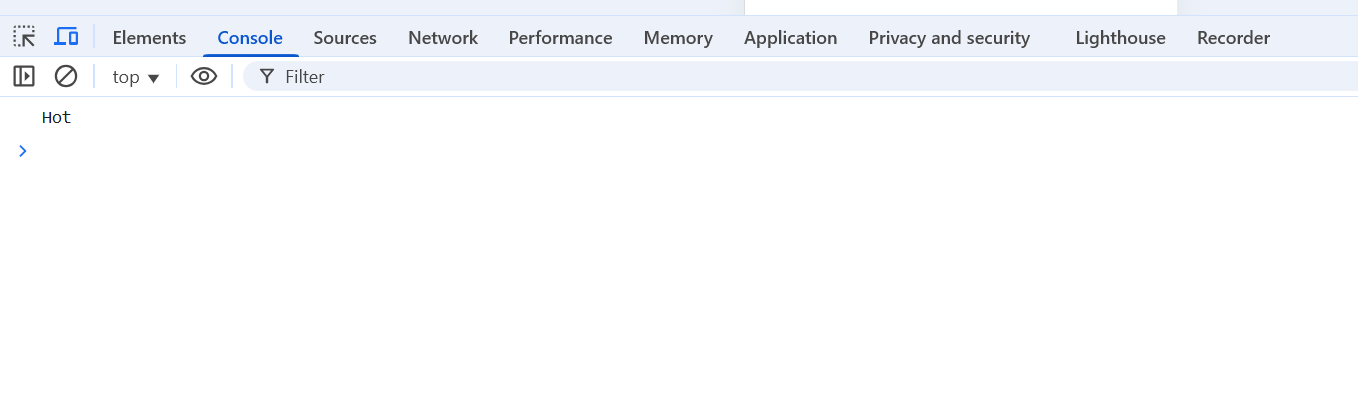 Elements Console Sources Network Performance Memory Application Privacy and security Lighthouse Recorder
top Filter
Hot